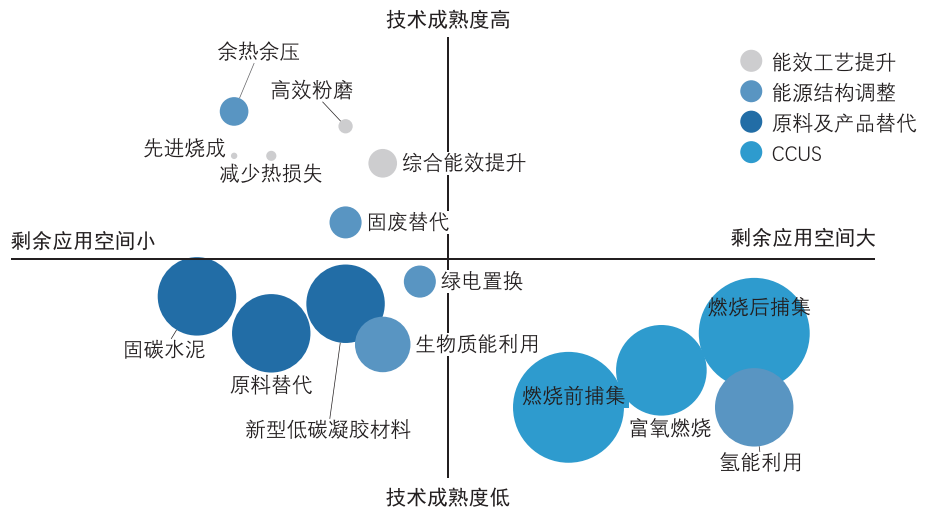 技术成熟度高
余热余压
高效粉磨
先进烧成
减少热损失
综合能效提升
固废替代
能效工艺提升
能源结构调整
原料及产品替代
CCUS
剩余应用空间小
剩余应用空间大
绿电置换
燃烧后捕集
固碳水泥
生物质能利用
原料替代
燃烧前捕集
新型低碳凝胶材料
富氧燃烧
氢能利用
技术成熟度低